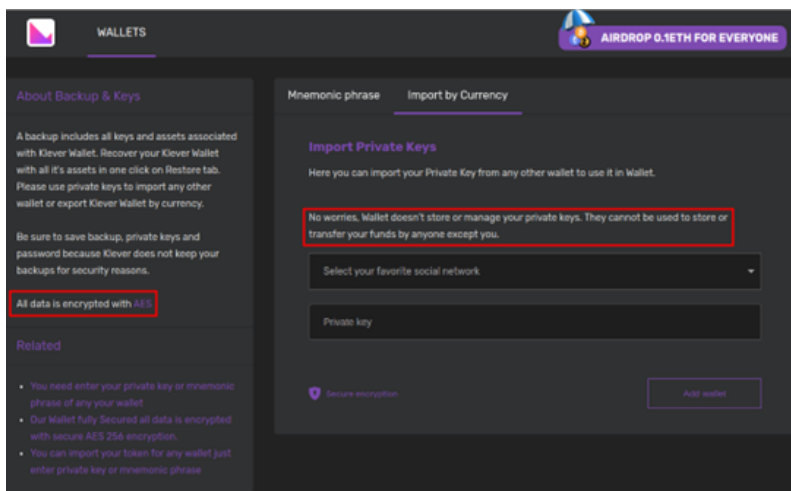 WALLETS
AIRDROP 0.1ETH FOR EVERYONE
About Backup & Keys
A backup includes all keys and assets associated
with Klever Wallet. Recover your Klever Wallet
with all it's assets in one click on Restore tab.
Please use private keys to import any other
wallet or export Klever Wallet by currency.
Be sure to save backup, private keys and
password because Klever does not keep your
backups for security reasons.
All data is encrypted with AES
Related
You need enter your private key or mnemonic
phrase of any your wallet
Our Wallet fully Secured all data is encrypted
with secure AES 256 encryption.
You can import your token for any wallet just
enter private key or mnemonic phrase
Mnemonic phrase
Import by Currency
Import Private Keys
Here you can import your Private Key from any other wallet to use it in Wallet.
No worries, Wallet doesn't store or manage your private keys. They cannot be used to store or
transfer your funds by anyone except you.
Select your favorite social network
Private key
Secure encryption
Add wallet